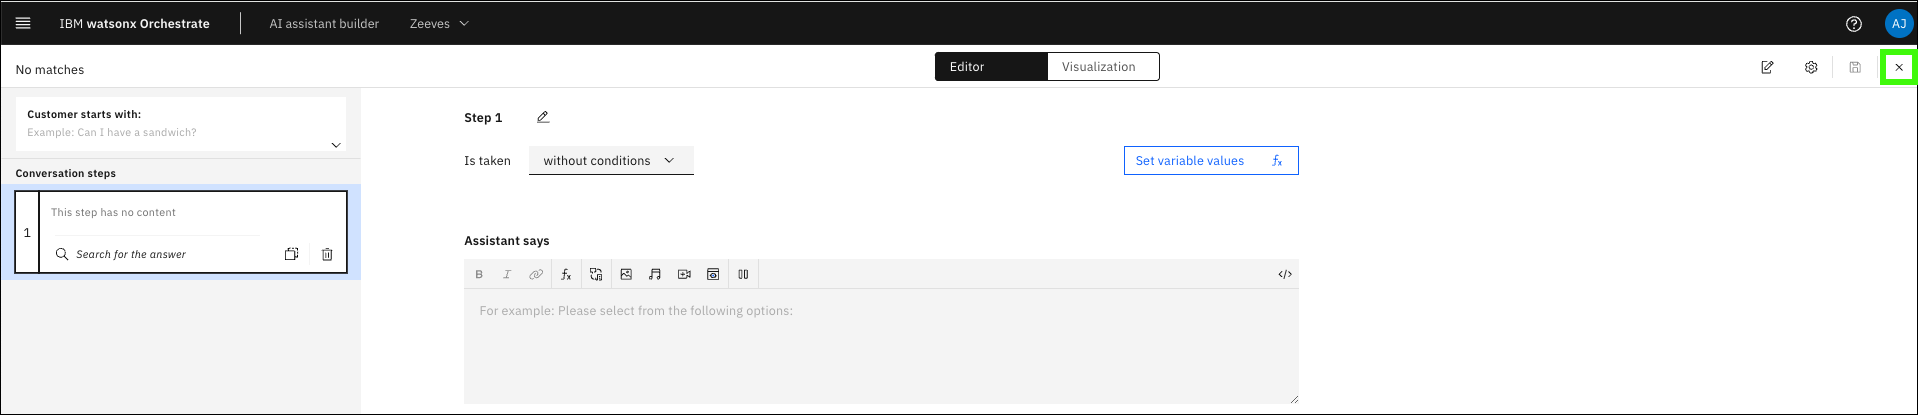 IBM watsonx Orchestrate
AI assistant builder
Zeeves
AJ
No matches
Editor
Visualization
Customer starts with:
Example: Can I have a sandwich?
Conversation steps
1
This step has no content
Search for the answer
Step 1
Is taken
without conditions
Set variable values
fx
Assistant says
B
I
fx
</>
For example: Please select from the following options: